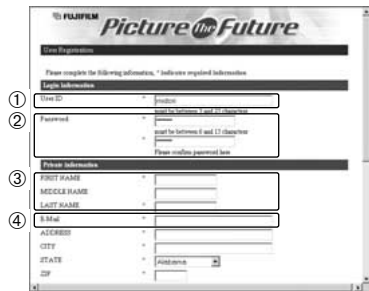 FUJIFILM
Picture The Future
User Registration
Please complete the following information, * indicates required information.
Login information
① User ID *
must be between 3 and 25 characters
② Password *
must be between 6 and 15 characters
*
Please confirm password here
Private information
③ FIRST NAME *
MIDDLE NAME
LAST NAME *
④ E-Mail *
ADDRESS *
CITY *
STATE * Alabama
ZIP *